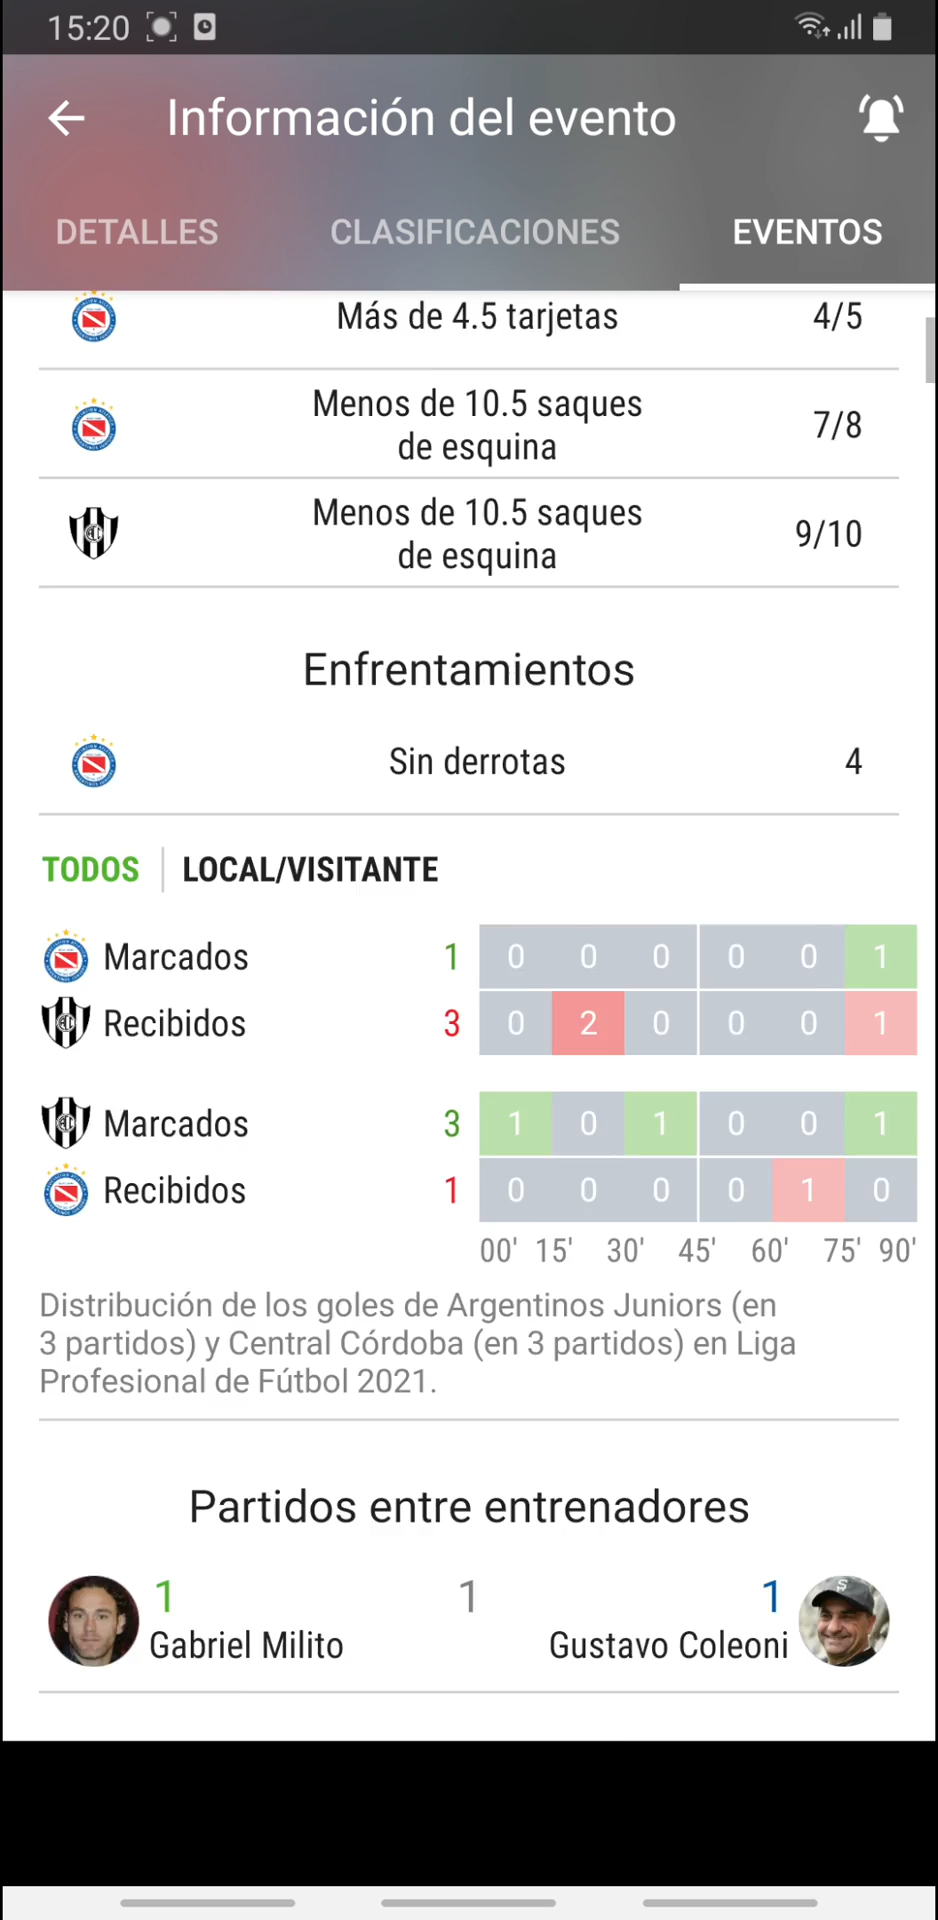 15:20
Información del evento
DETALLES CLASIFICACIONES EVENTOS
Más de 4.5 tarjetas 4/5
Menos de 10.5 saques
de esquina 7/8
Menos de 10.5 saques
de esquina 9/10
Enfrentamientos
Sin derrotas 4
TODOS LOCAL/VISITANTE
Marcados 1 0 0 0 0 0 1
Recibidos 3 0 2 0 0 0 1
Marcados 3 1 0 1 0 0 1
Recibidos 1 0 0 0 0 1 0
00' 15' 30' 45' 60' 75' 90'
Distribución de los goles de Argentinos Juniors (en
3 partidos) y Central Córdoba (en 3 partidos) en Liga
Profesional de Fútbol 2021.
Partidos entre entrenadores
1 1 1
Gabriel Milito Gustavo Coleoni